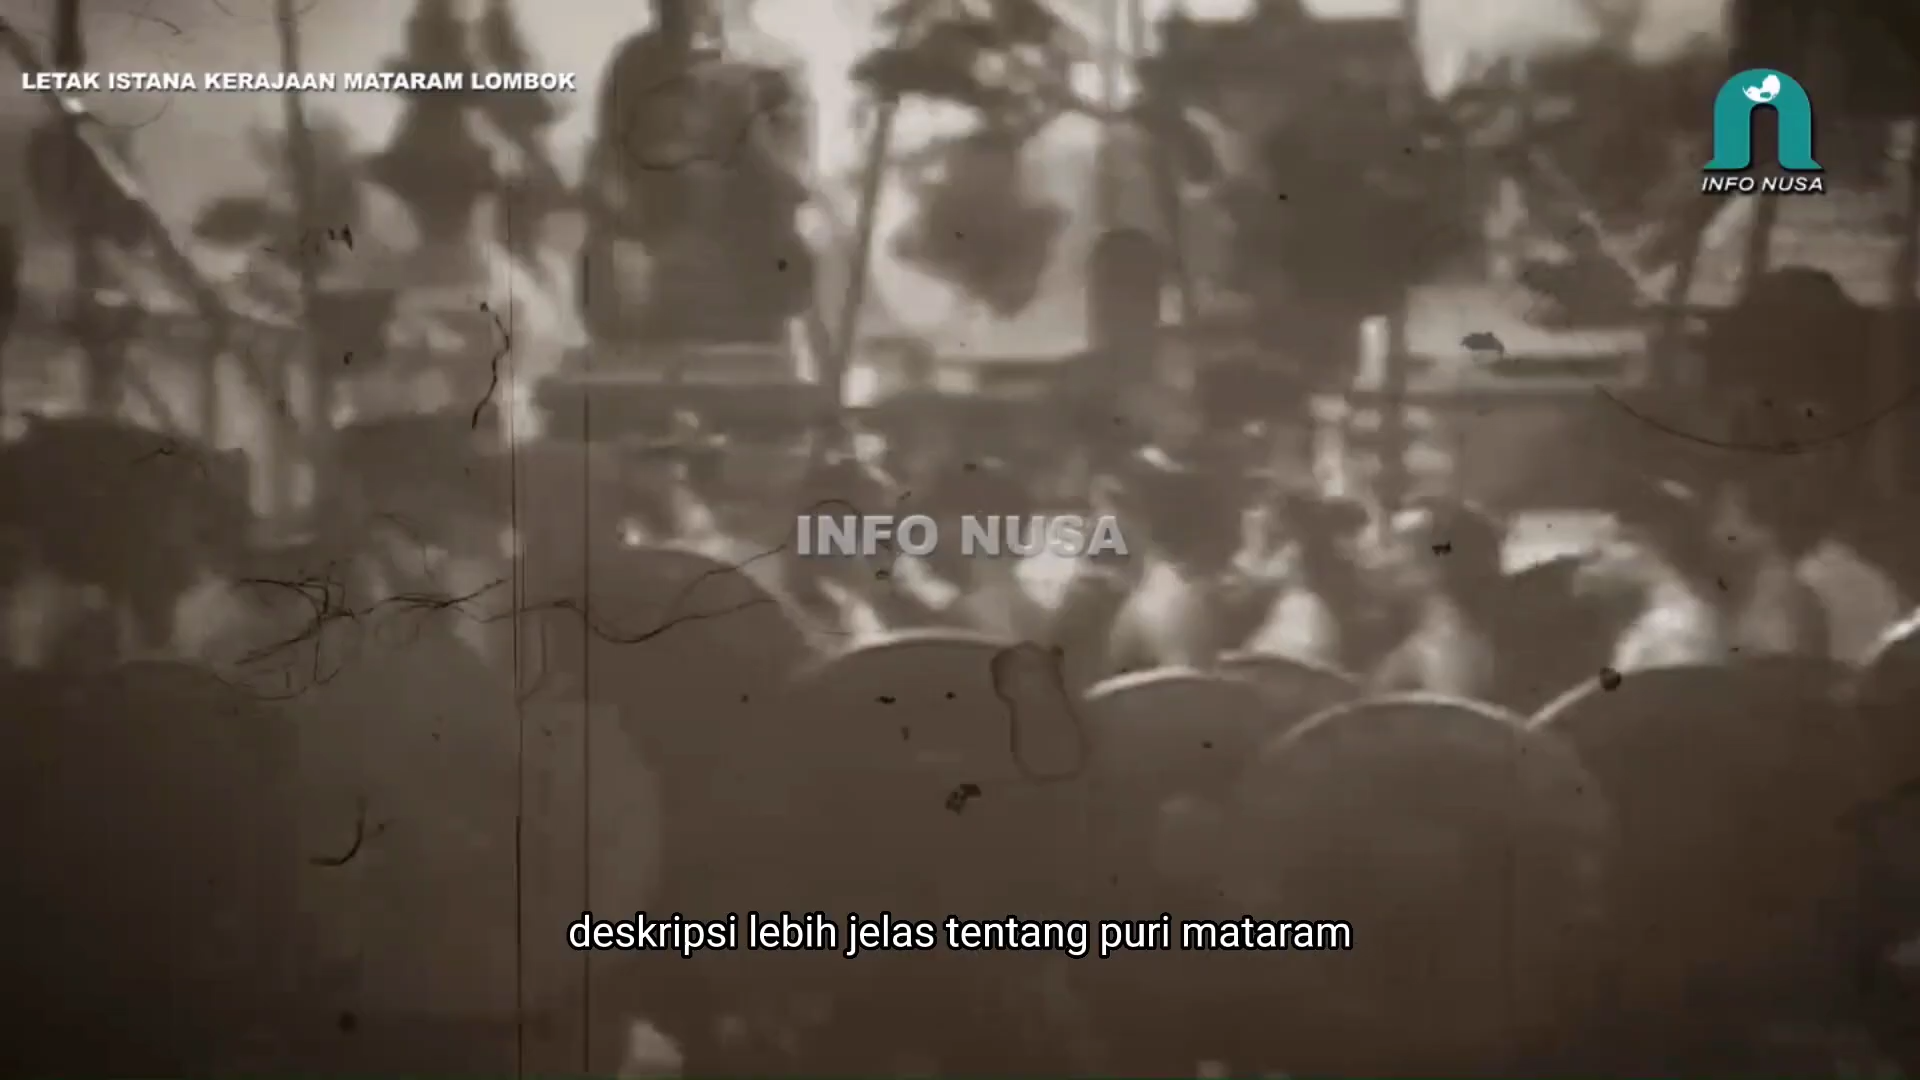 LETAK ISTANA KERAJAAN MATARAM LOMBOK
INFO NUSA
INFO NUSA
deskripsi lebih jelas tentang puri mataram